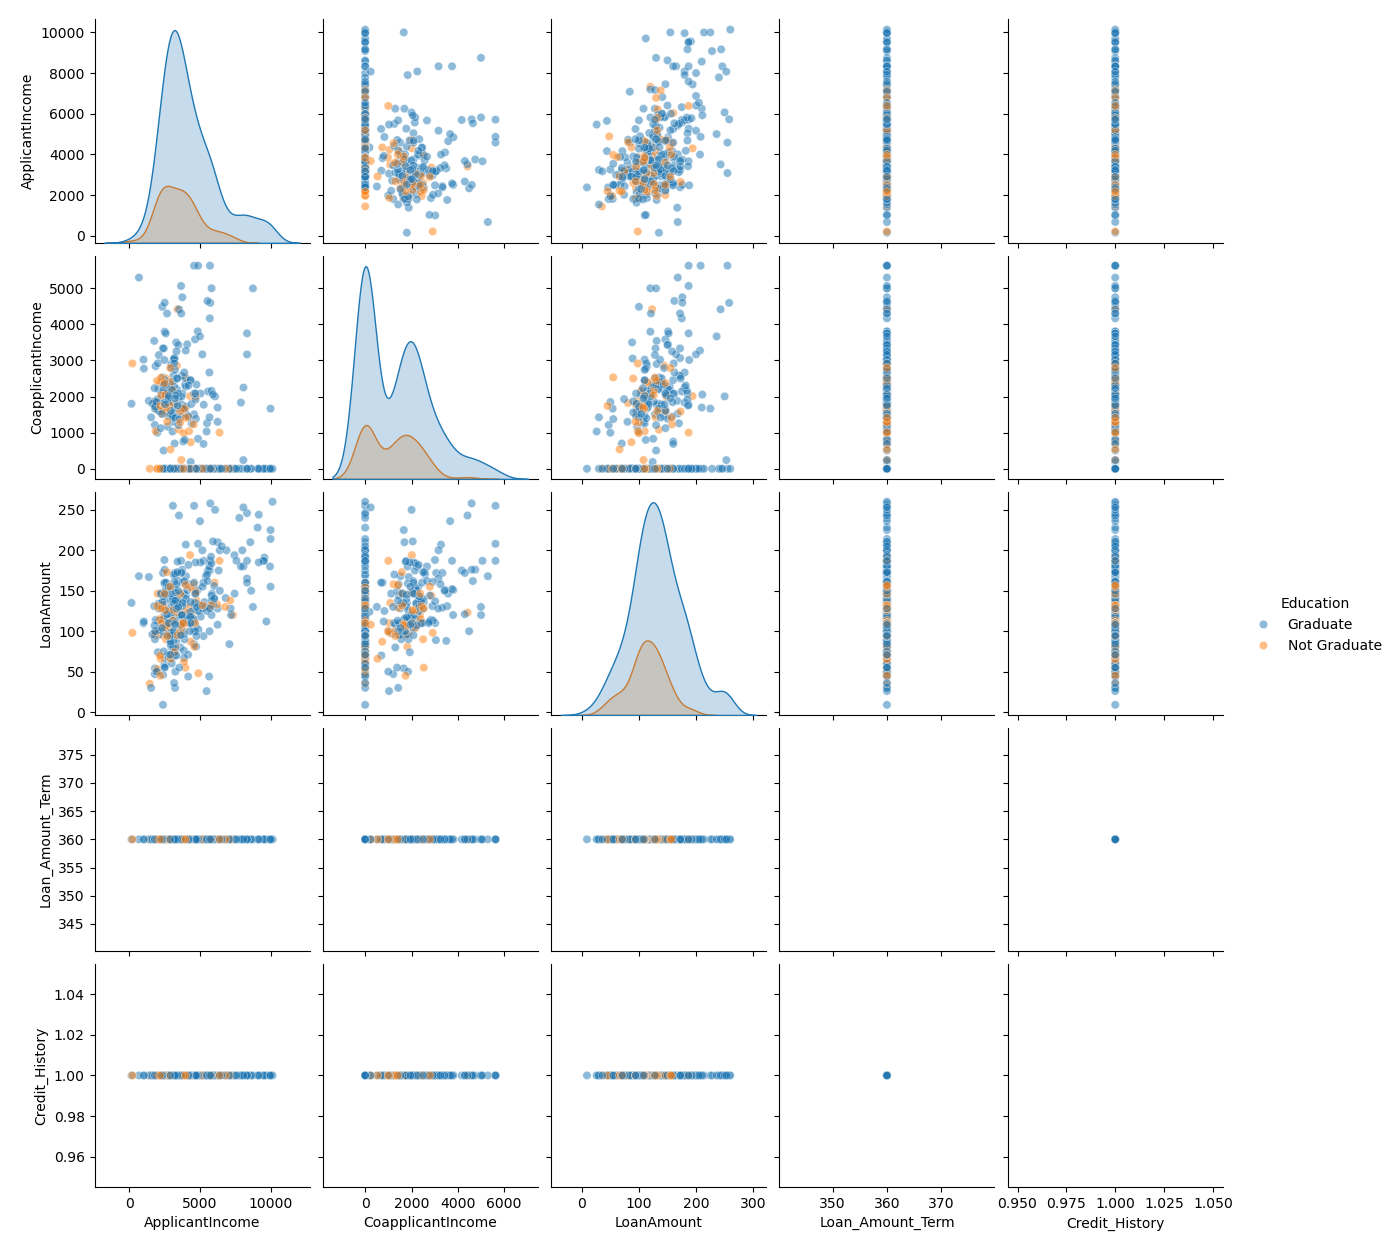 10000
8000
6000
4000
2000
0
ApplicantIncome
5000
4000
3000
2000
1000
0
CoapplicantIncome
250
200
150
100
50
0
LoanAmount
Education
Graduate
Not Graduate
375
370
365
360
355
350
345
Loan_Amount_Term
1.04
1.02
1.00
0.98
0.96
Credit_History
0 5000 10000
ApplicantIncome
0 2000 4000 6000
CoapplicantIncome
0 100 200 300
LoanAmount
350 360 370
Loan_Amount_Term
0.950 0.975 1.000 1.025 1.050
Credit_History